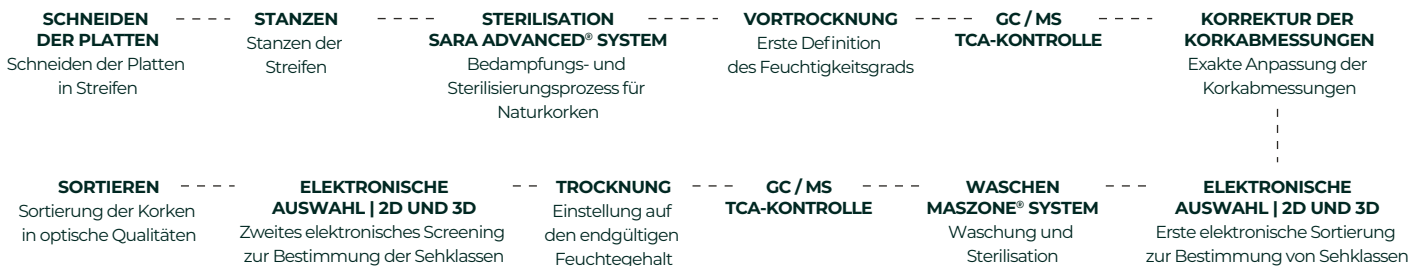 SCHNEIDEN
DER PLATTEN
Schneiden der Platten
in Streifen
STANZEN
Stanzen der
Streifen
STERILISATION
SARA ADVANCED® SYSTEM
Bedampfungs- und
Sterilisierungsprozess für
Naturkorken
VORTROCKNUNG
Erste Definition
des Feuchtigkeitsgrads
GC / MS
TCA-KONTROLLE
KORREKTUR DER
KORKABMESSUNGEN
Exakte Anpassung der
Korkabmessungen
SORTIEREN
Sortierung der Korken
in optische Qualitäten
ELEKTRONISCHE
AUSWAHL | 2D UND 3D
Zweites elektronisches Screening
zur Bestimmung der Sehklassen
TROCKNUNG
Einstellung auf
den endgültigen
Feuchtegehalt
GC / MS
TCA-KONTROLLE
WASCHEN
MASZONE® SYSTEM
Waschung und
Sterilisation
ELEKTRONISCHE
AUSWAHL | 2D UND 3D
Erste elektronische Sortierung
zur Bestimmung von Sehklassen